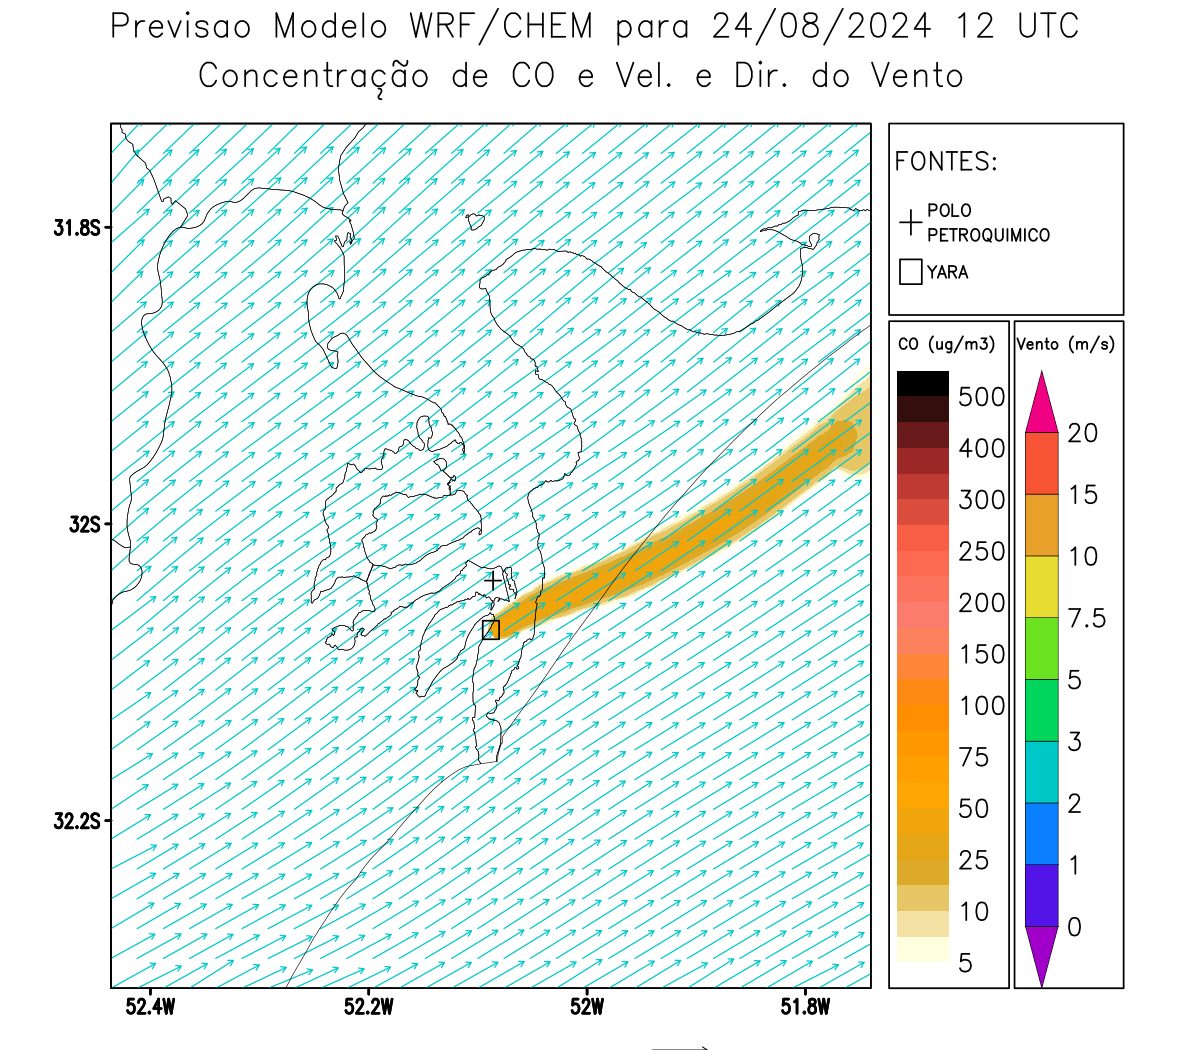 Previsao Modelo WRF/CHEM para 24/08/2024 12 UTC
Concentração de CO e Vel. e Dir. do Vento
FONTES:
POLO
PETROQUIMICO
YARA
CO (ug/m3)
500
400
300
250
200
150
100
75
50
25
10
5
Vento (m/s)
20
15
10
7.5
5
3
2
1
0
31.8S
32S
32.2S
52.4W
52.2W
52W
51.8W